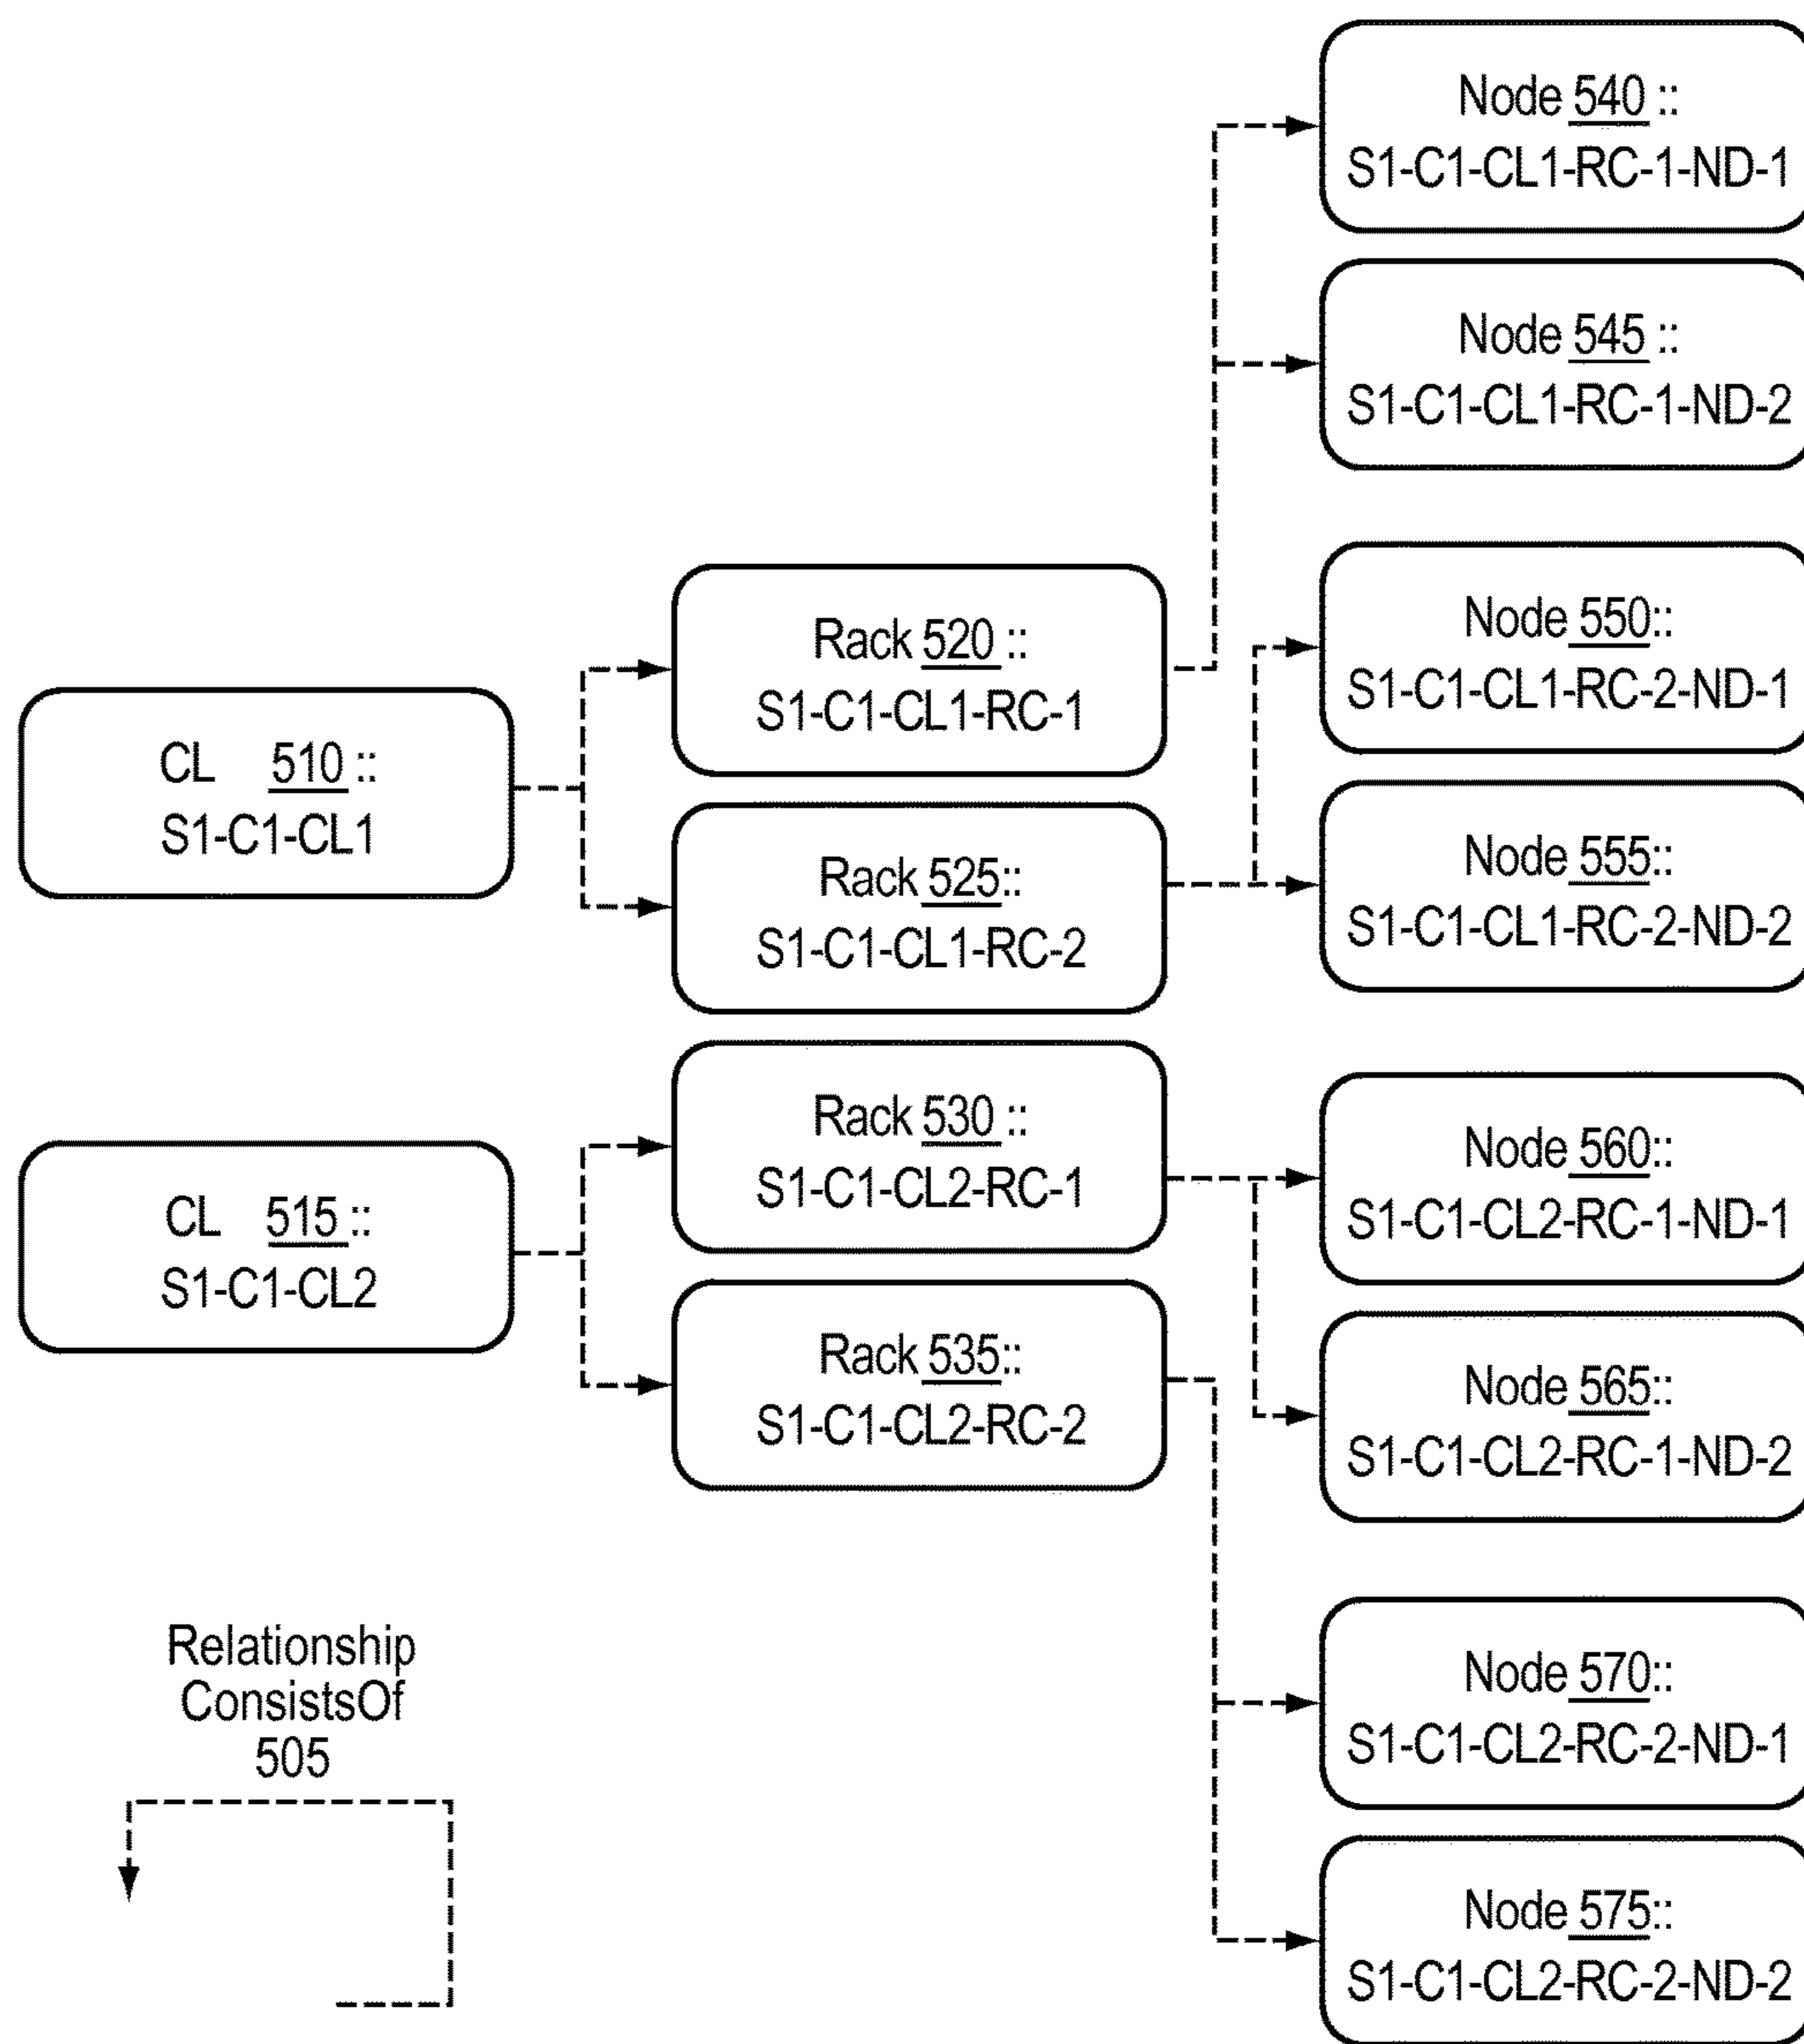 CL 510 ::
S1-C1-CL1
CL 515 ::
S1-C1-CL2
Relationship
ConsistsOf
505
Rack 520 ::
S1-C1-CL1-RC-1
Rack 525::
S1-C1-CL1-RC-2
Rack 530 ::
S1-C1-CL2-RC-1
Rack 535::
S1-C1-CL2-RC-2
Node 540 ::
S1-C1-CL1-RC-1-ND-1
Node 545 ::
S1-C1-CL1-RC-1-ND-2
Node 550::
S1-C1-CL1-RC-2-ND-1
Node 555::
S1-C1-CL1-RC-2-ND-2
Node 560::
S1-C1-CL2-RC-1-ND-1
Node 565::
S1-C1-CL2-RC-1-ND-2
Node 570::
S1-C1-CL2-RC-2-ND-1
Node 575::
S1-C1-CL2-RC-2-ND-2